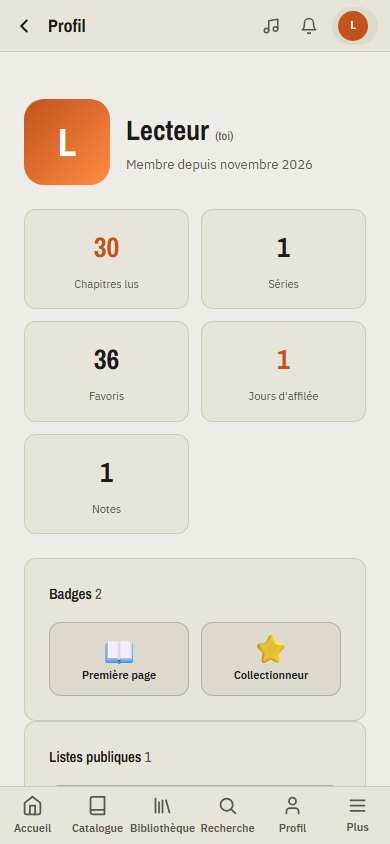 Profil
L
L
Lecteur (toi)
Membre depuis novembre 2026
30
Chapitres lus
1
Séries
36
Favoris
1
Jours d'affilée
1
Notes
Badges 2
Première page
Collectionneur
Listes publiques 1
Accueil
Catalogue
Bibliothèque
Recherche
Profil
Plus